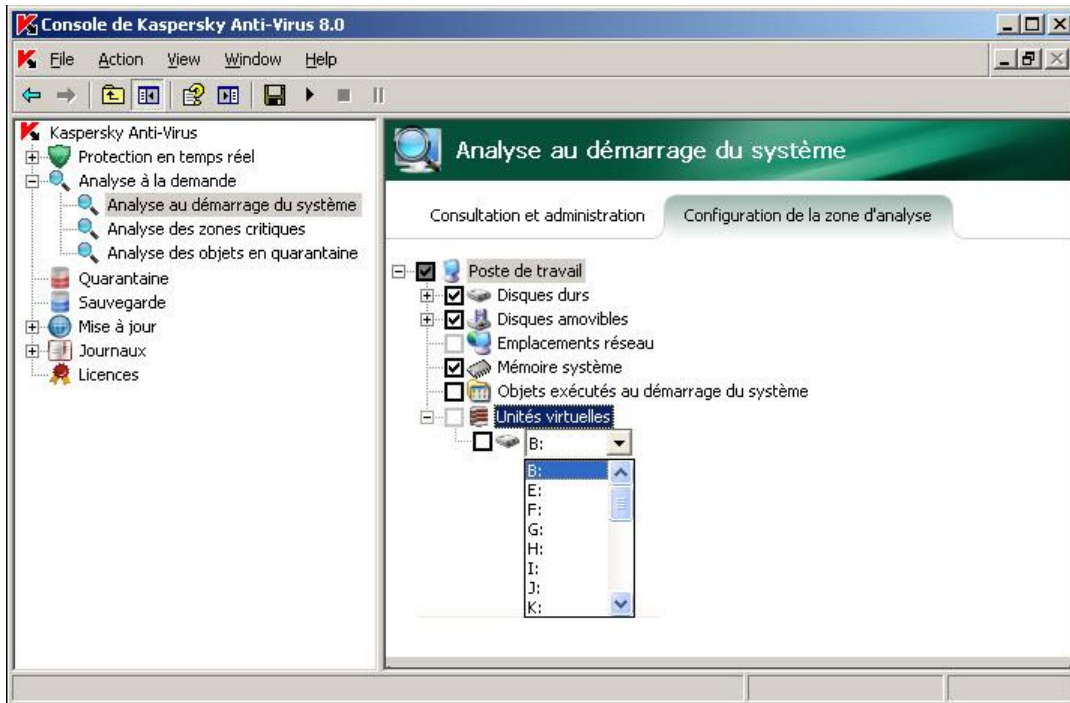 Console de Kaspersky Anti-Virus 8.0
File Action View Window Help
Kaspersky Anti-Virus
Protection en temps réel
Analyse à la demande
Analyse au démarrage du système
Analyse des zones critiques
Analyse des objets en quarantaine
Quarantaine
Sauvegarde
Mise à jour
Journaux
Licences
Analyse au démarrage du système
Consultation et administration Configuration de la zone d'analyse
Poste de travail
Disques durs
Disques amovibles
Emplacements réseau
Mémoire système
Objets exécutés au démarrage du système
Unités virtuelles
B:
B:
E:
F:
G:
H:
I:
J:
K: